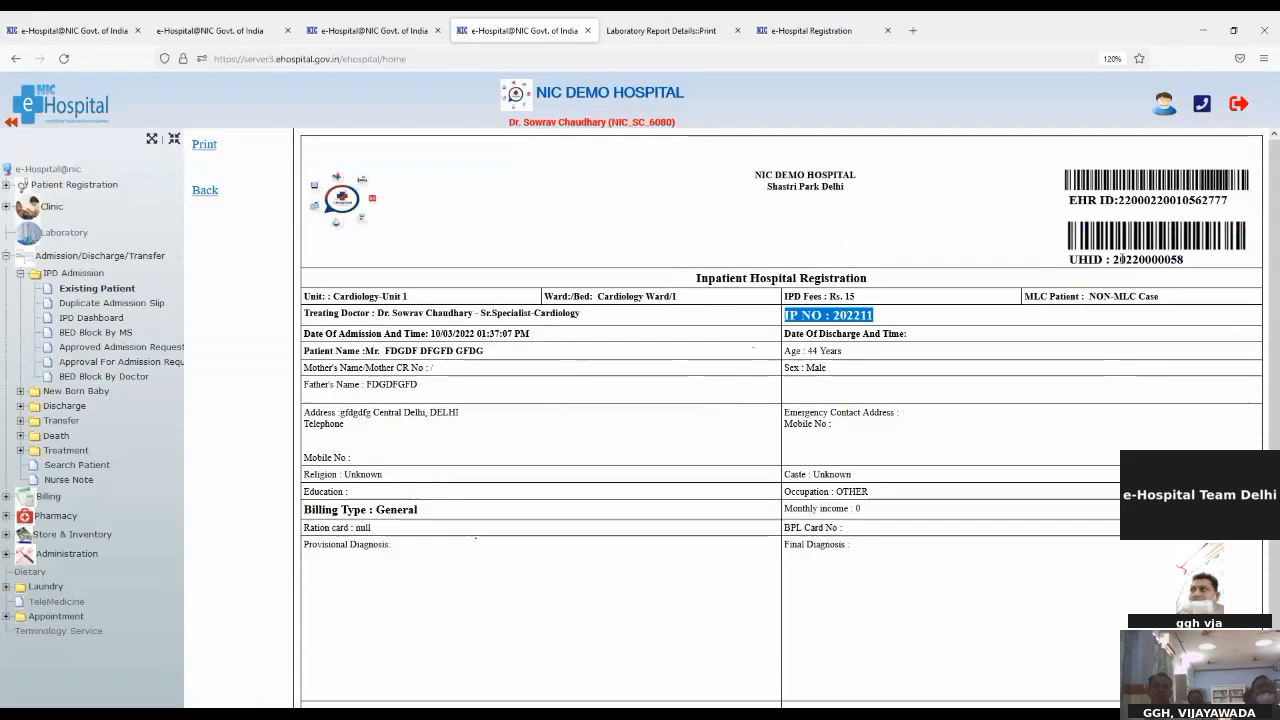 e-Hospital@NIC Govt. of India
e-Hospital@NIC Govt. of India
e-Hospital@NIC Govt. of India
e-Hospital@NIC Govt. of India
Laboratory Report Details::Print
e-Hospital Registration
https://server3.ehospital.gov.in/ehospital/home
120%
NIC
eHospital
NIC DEMO HOSPITAL
Dr. Sowrav Chaudhary (NIC_SC_6080)
e-Hospital@nic
Patient Registration
Clinic
Laboratory
Admission/Discharge/Transfer
IPD Admission
Existing Patient
Duplicate Admission Slip
IPD Dashboard
BED Block By MS
Approved Admission Request
Approval For Admission Requ
BED Block By Doctor
New Born Baby
Discharge
Transfer
Death
Treatment
Search Patient
Nurse Note
Billing
Pharmacy
Store & Inventory
Administration
Dietary
Laundry
TeleMedicine
Appointment
Terminology Service
Print
Back
NIC DEMO HOSPITAL
Shastri Park Delhi
EHR ID:22000220010562777
UHID : 20220000058
Inpatient Hospital Registration
Unit: : Cardiology-Unit 1
Ward:/Bed: Cardiology Ward/1
IPD Fees : Rs. 15
MLC Patient : NON-MLC Case
Treating Doctor : Dr. Sowrav Chaudhary - Sr.Specialist-Cardiology
IP NO : 202211
Date Of Admission And Time: 10/03/2022 01:37:07 PM
Date Of Discharge And Time:
Patient Name :Mr. FDGDF DFGFD GFDG
Age : 44 Years
Mother's Name/Mother CR No : /
Sex : Male
Father's Name : FDGDFGFD
Address :gfdgdfg Central Delhi, DELHI
Telephone
Emergency Contact Address :
Mobile No :
Mobile No :
Religion : Unknown
Caste : Unknown
Education :
Occupation : OTHER
Billing Type : General
Monthly income : 0
Ration card : null
BPL Card No :
Provisional Diagnosis:
Final Diagnosis :
e-Hospital Team Delhi
ggh vja
GGH, VIJAYAWADA